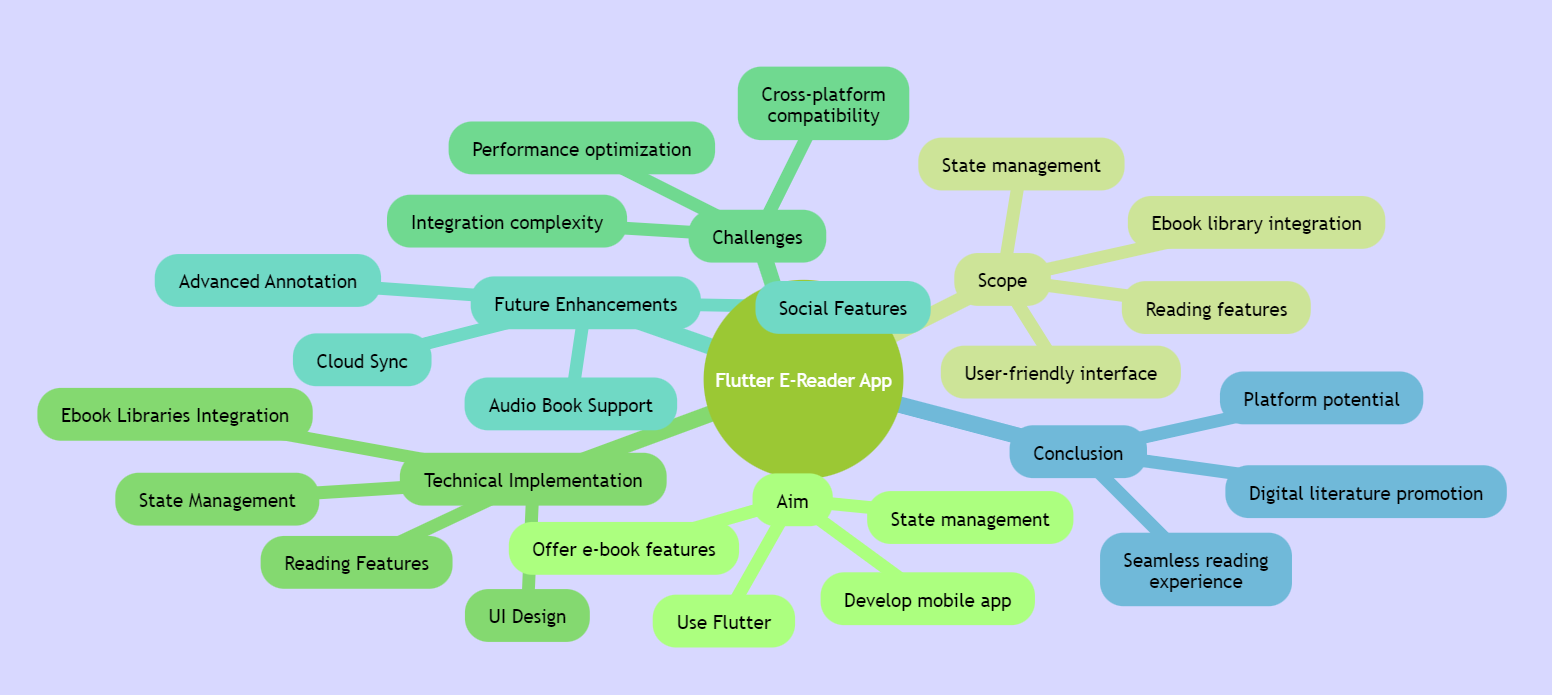 Flutter E-Reader App
Challenges
Cross-platform
compatibility
Performance optimization
Integration complexity
Future Enhancements
Advanced Annotation
Cloud Sync
Audio Book Support
Social Features
Technical Implementation
Ebook Libraries Integration
State Management
Reading Features
UI Design
Aim
Offer e-book features
Use Flutter
Develop mobile app
State management
Scope
State management
Ebook library integration
Reading features
User-friendly interface
Conclusion
Platform potential
Digital literature promotion
Seamless reading
experience